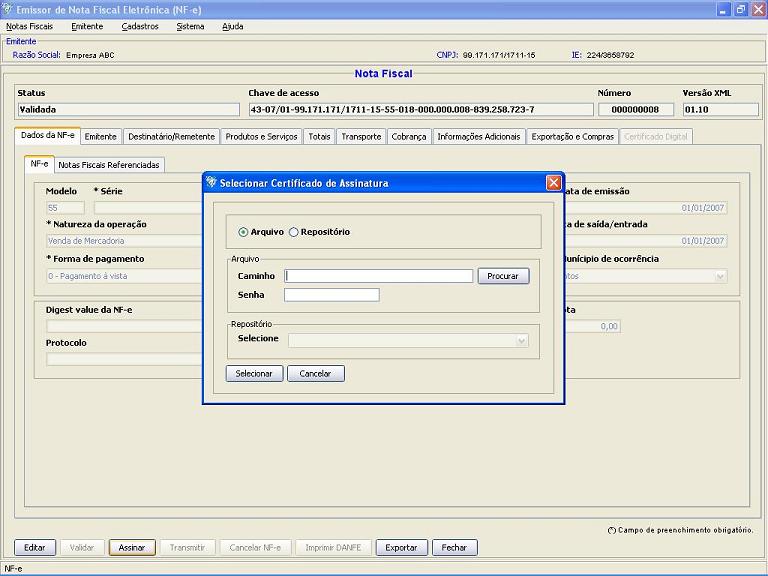 Emissor de Nota Fiscal Eletrônica (NF-e)
Notas Fiscais Emitente Cadastros Sistema Ajuda
Emitente
Razão Social: Empresa ABC CNPJ: 99.171.171/1711-15 IE: 224/3658792
Nota Fiscal
Status Chave de acesso Número Versão XML
Validada 43-07/01-99.171.171/1711-15-55-018-000.000.008-839.258.723-7 000000008 01.10
Dados da NF-e Emitente Destinatário/Remetente Produtos e Serviços Totais Transporte Cobrança Informações Adicionais Exportação e Compras Certificado Digital
NF-e Notas Fiscais Referenciadas
Modelo * Série ata de emissão
55 01/01/2007
* Natureza da operação a de saída/entrada
Venda de Mercadoria 01/01/2007
* Forma de pagamento unicípio de ocorrência
0 - Pagamento à vista ntos
Digest value da NF-e ota
0,00
Protocolo
Selecionar Certificado de Assinatura
Arquivo Repositório
Arquivo
Caminho Procurar
Senha
Repositório
Selecione
Selecionar Cancelar
(*) Campo de preenchimento obrigatório.
Editar Validar Assinar Transmitir Cancelar NF-e Imprimir DANFE Exportar Fechar
NF-e